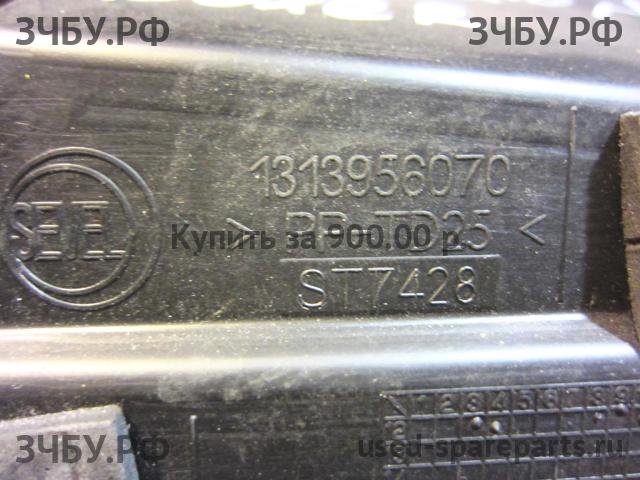 ЗЧБУ.РФ ЗЧБУ.РФ
1313956070
SEVEL
> PP-TD25 <
Купить за 900.00 р.
ST7428
1 2 3 4 5 6 7 8 9
ЗЧБУ.РФ used-spareparts.ru